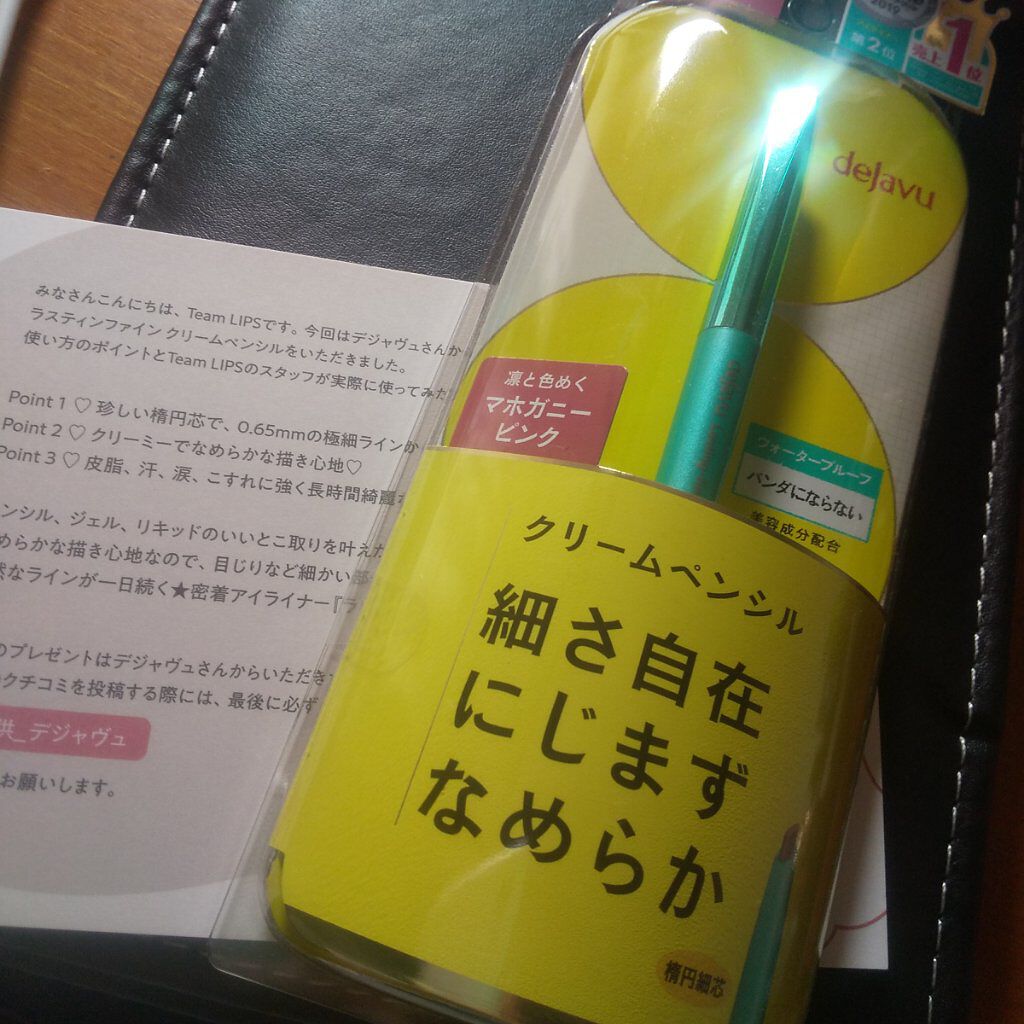 みなさんこんにちは、Team LIPSです。今回はデジャヴュさんか
ラスティンファイン クリームペンシルをいただきました。
使い方のポイントとTeam LIPSのスタッフが実際に使ってみた
Point 1 ♡ 珍しい楕円芯で、0.65mmの極細ラインか
Point 2 ♡ クリーミーでなめらかな描き心地♡
Point 3 ♡ 皮脂、汗、涙、こすれに強く長時間綺麗
ンシル、ジェル、リキッドのいいとこ取りを叶えた
めらかな描き心地なので、目じりなど細かい部
然なラインが一日続く★密着アイライナー『ラ
のプレゼントはデジャヴュさんからいただき
クチコミを投稿する際には、最後に必ず
供_デジャヴュ
お願いします。
2019
第2位
売上1位
dejavu
凛と色めく
マホガニー
ピンク
ウォータープルーフ
パンダにならない
美容成分配合
クリームペンシル
細さ自在
にじまず
なめらか
楕円細芯